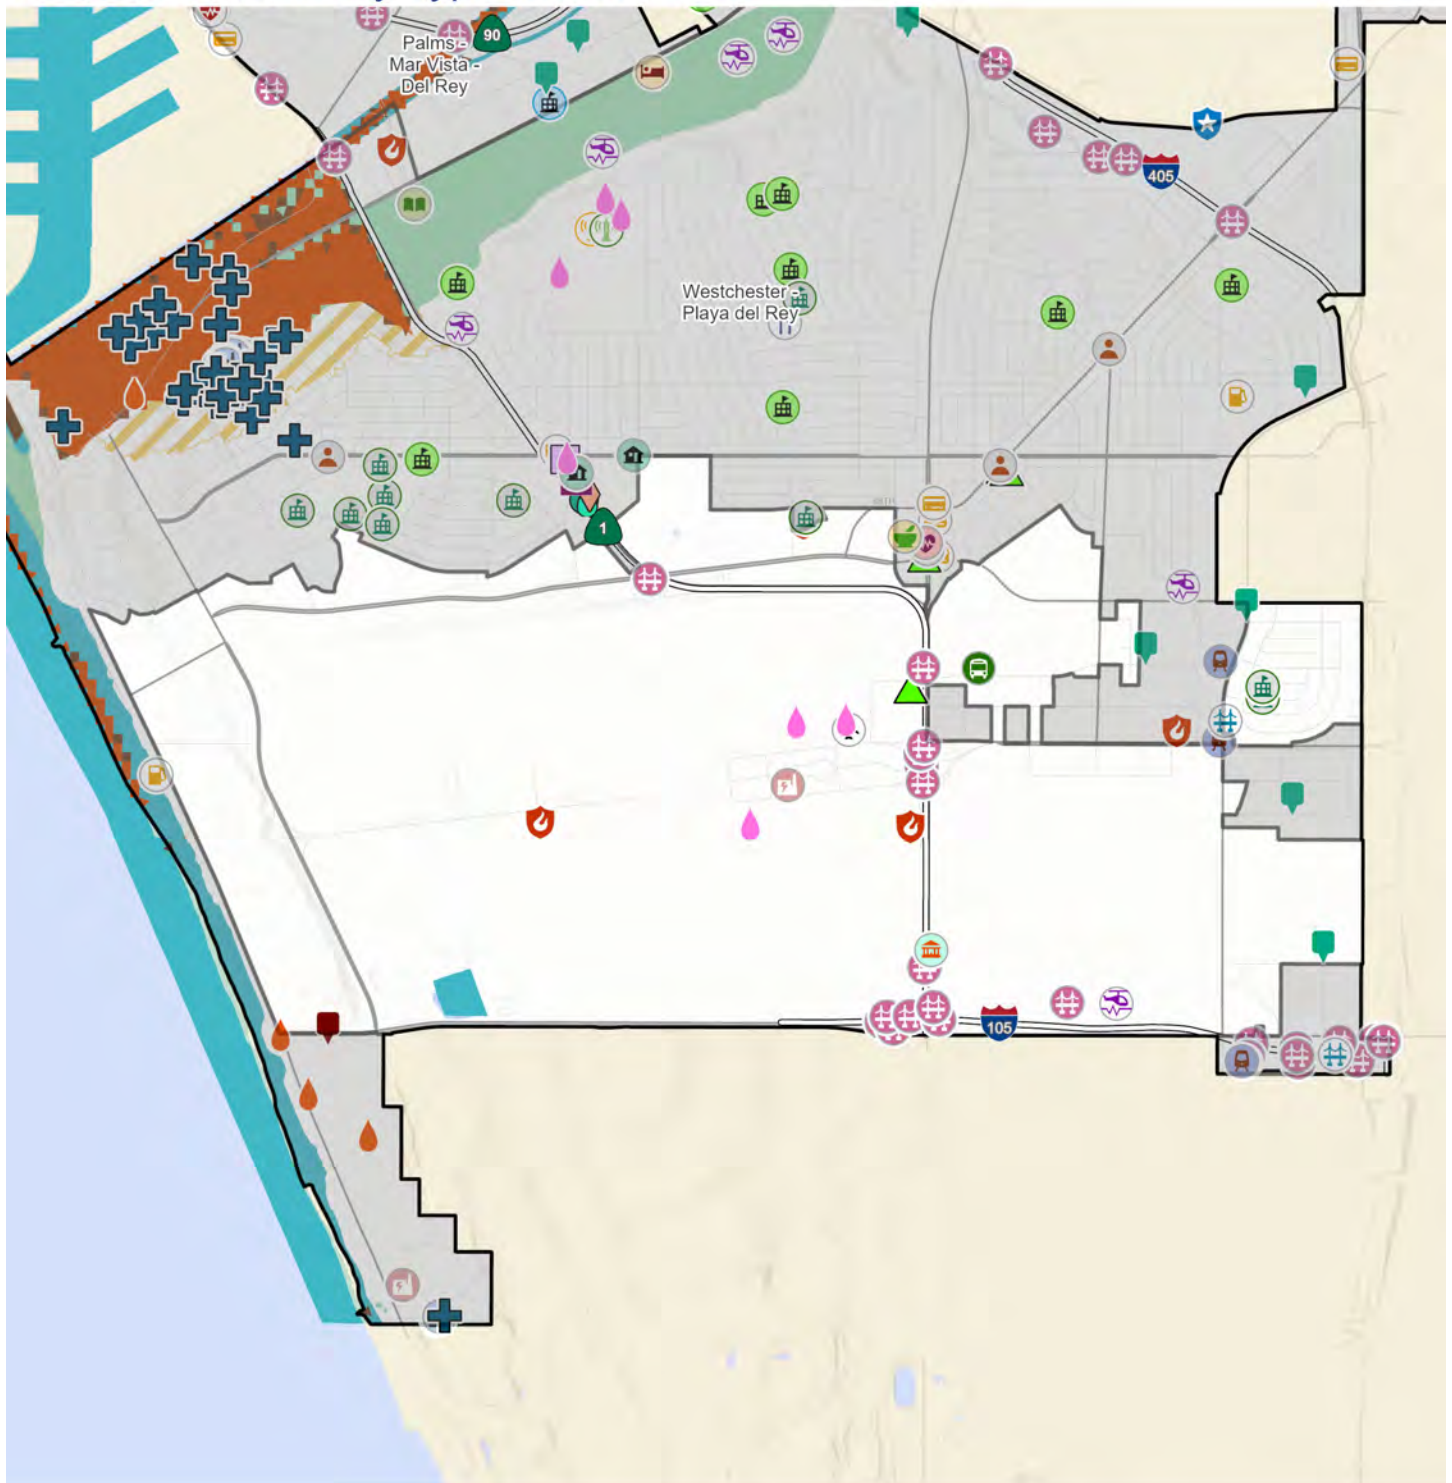 90
Palms -
Mar Vista -
Del Rey
405
Westchester -
Playa del Rey
1
105